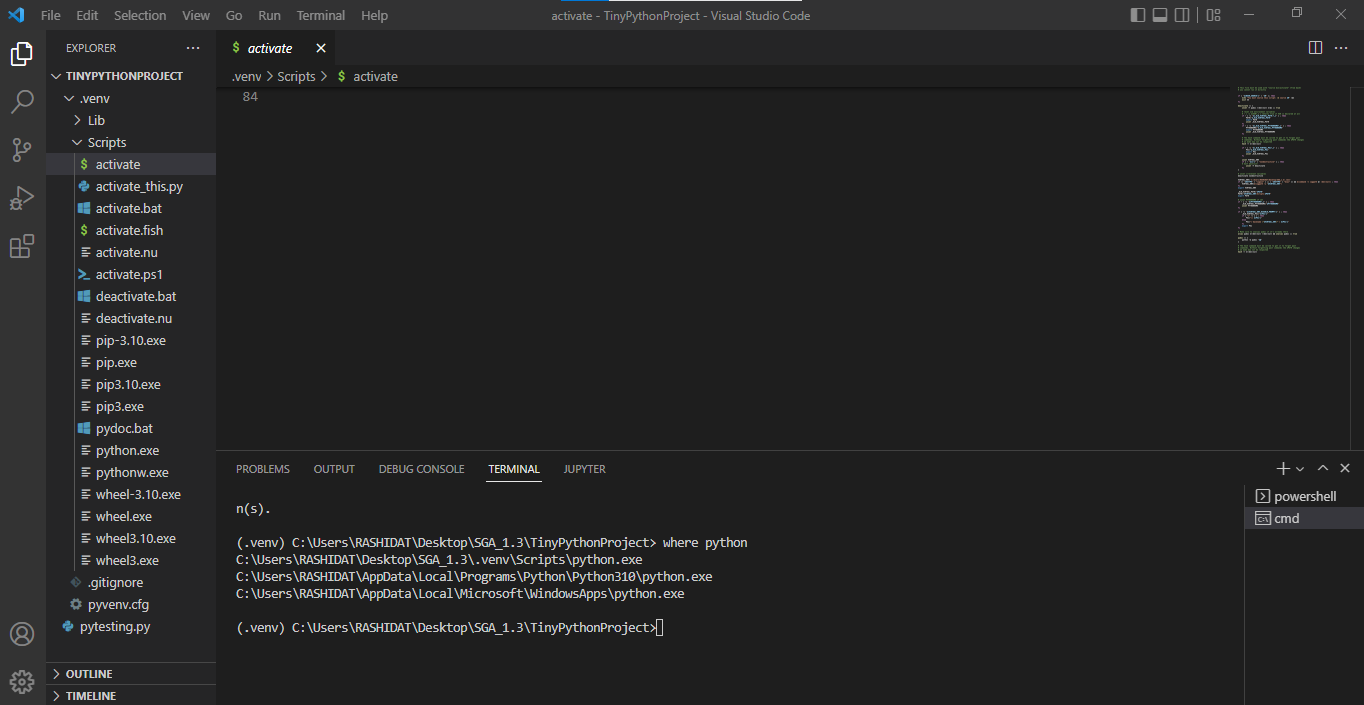 File Edit Selection View Go Run Terminal Help
activate - TinyPythonProject - Visual Studio Code
EXPLORER
TINYPYTHONPROJECT
.venv
Lib
Scripts
$ activate
activate_this.py
activate.bat
$ activate.fish
activate.nu
activate.ps1
deactivate.bat
deactivate.nu
pip-3.10.exe
pip.exe
pip3.10.exe
pip3.exe
pydoc.bat
python.exe
pythonw.exe
wheel-3.10.exe
wheel.exe
wheel3.10.exe
wheel3.exe
.gitignore
pyvenv.cfg
pytesting.py
OUTLINE
TIMELINE
$ activate
.venv > Scripts > $ activate
84
PROBLEMS OUTPUT DEBUG CONSOLE TERMINAL JUPYTER
n(s).
(.venv) C:\Users\RASHIDAT\Desktop\SGA_1.3\TinyPythonProject> where python
C:\Users\RASHIDAT\Desktop\SGA_1.3\.venv\Scripts\python.exe
C:\Users\RASHIDAT\AppData\Local\Programs\Python\Python310\python.exe
C:\Users\RASHIDAT\AppData\Local\Microsoft\WindowsApps\python.exe
(.venv) C:\Users\RASHIDAT\Desktop\SGA_1.3\TinyPythonProject>
powershell
cmd